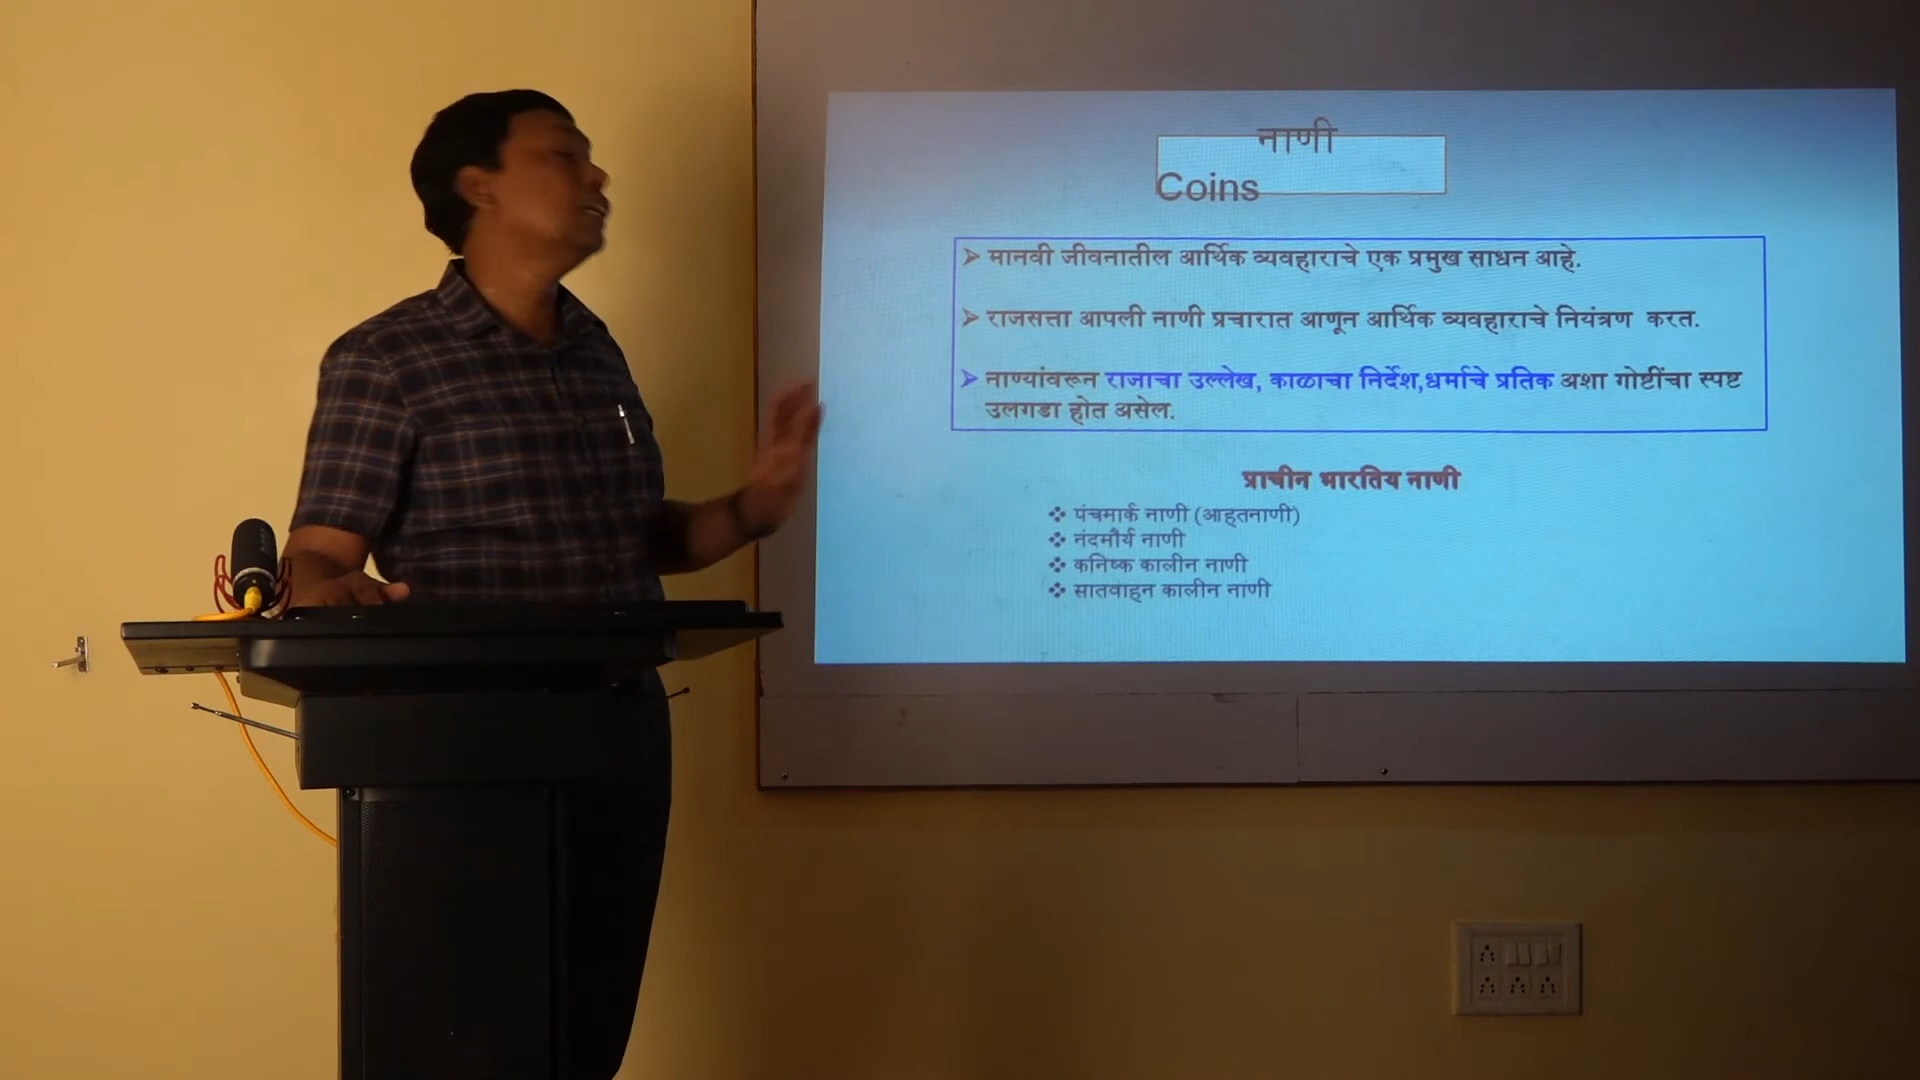 नाणी
Coins
➢ मानवी जीवनातील आर्थिक व्यवहाराचे एक प्रमुख साधन आहे.
➢ राजसत्ता आपली नाणी प्रचारात आणून आर्थिक व्यवहाराचे नियंत्रण करत.
➢ नाण्यांवरून राजाचा उल्लेख, काळाचा निर्देश,धर्माचे प्रतिक अशा गोष्टींचा स्पष्ट
उलगडा होत असेल.
प्राचीन भारतिय नाणी
❖ पंचमार्क नाणी (आहतनाणी)
❖ नंदमौर्य नाणी
❖ कनिष्क कालीन नाणी
❖ सातवाहन कालीन नाणी